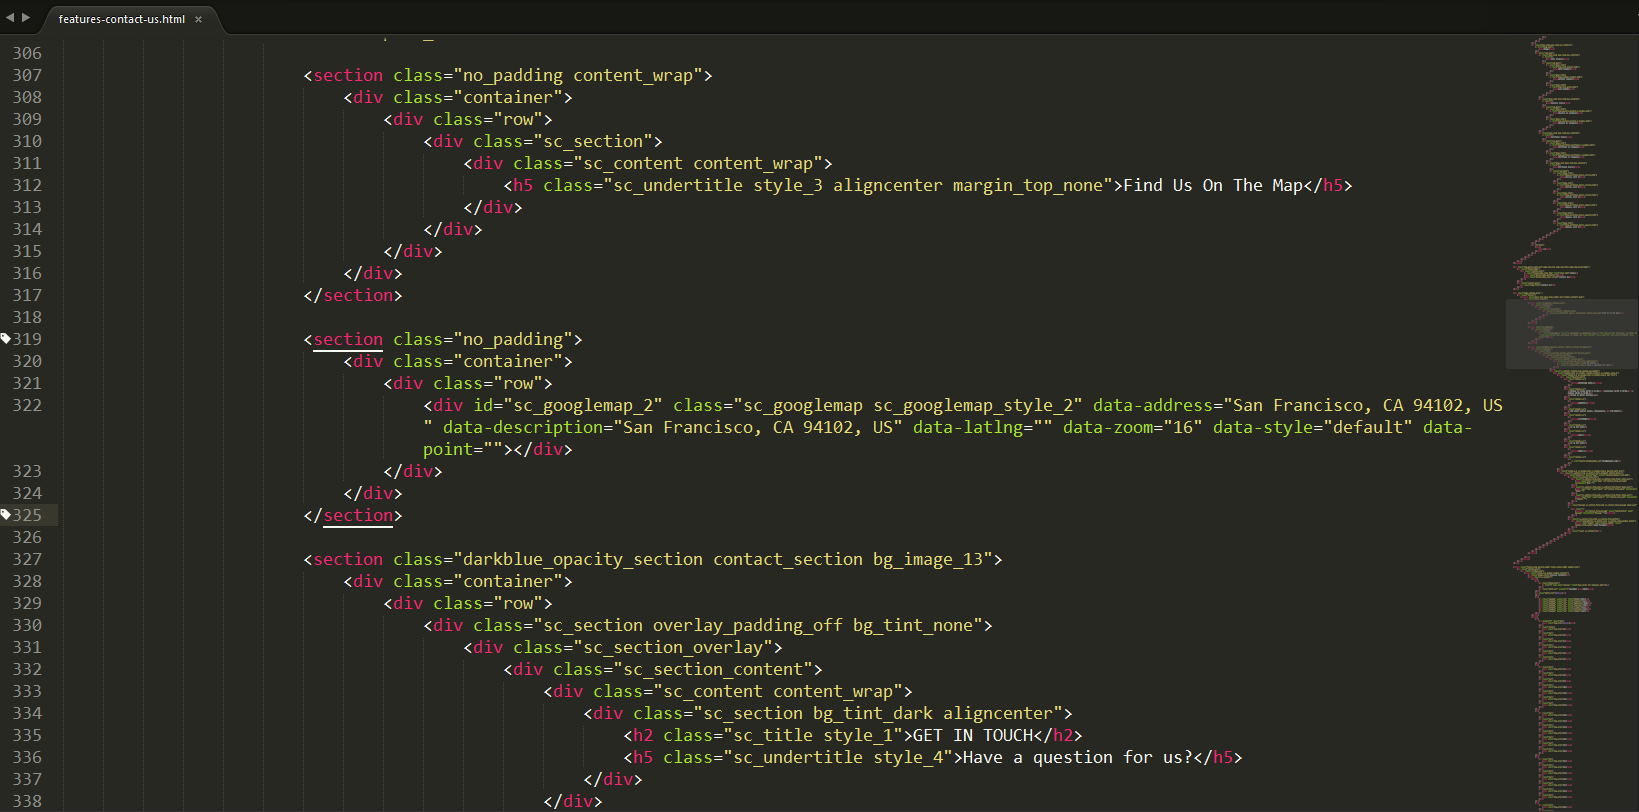 features-contact-us.html ×
306
307 <section class="no_padding content_wrap">
308 <div class="container">
309 <div class="row">
310 <div class="sc_section">
311 <div class="sc_content content_wrap">
312 <h5 class="sc_undertitle style_3 aligncenter margin_top_none">Find Us On The Map</h5>
313 </div>
314 </div>
315 </div>
316 </div>
317 </section>
318
319 <section class="no_padding">
320 <div class="container">
321 <div class="row">
322 <div id="sc_googlemap_2" class="sc_googlemap sc_googlemap_style_2" data-address="San Francisco, CA 94102, US
" data-description="San Francisco, CA 94102, US" data-latlng="" data-zoom="16" data-style="default" data-
point=""></div>
323 </div>
324 </div>
325 </section>
326
327 <section class="darkblue_opacity_section contact_section bg_image_13">
328 <div class="container">
329 <div class="row">
330 <div class="sc_section overlay_padding_off bg_tint_none">
331 <div class="sc_section_overlay">
332 <div class="sc_section_content">
333 <div class="sc_content content_wrap">
334 <div class="sc_section bg_tint_dark aligncenter">
335 <h2 class="sc_title style_1">GET IN TOUCH</h2>
336 <h5 class="sc_undertitle style_4">Have a question for us?</h5>
337 </div>
338 </div>